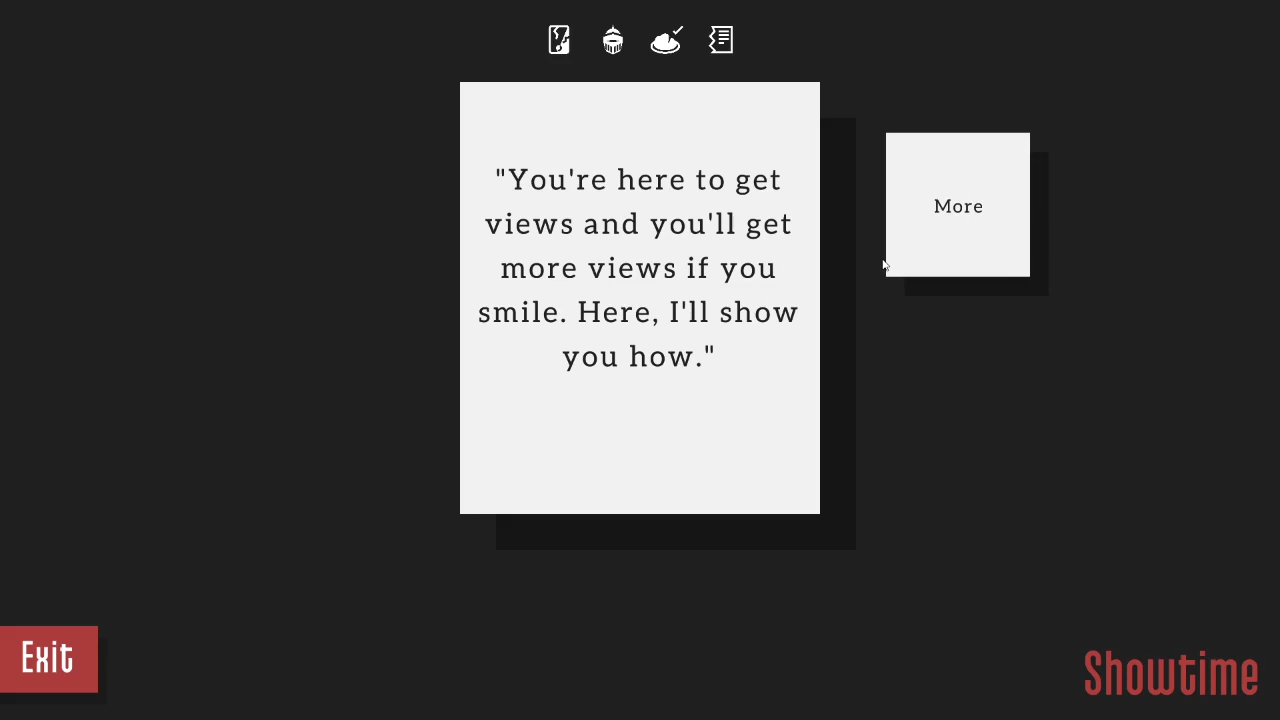 "You're here to get
views and you'll get
more views if you
smile. Here, I'll show
you how."
More
Exit
Showtime